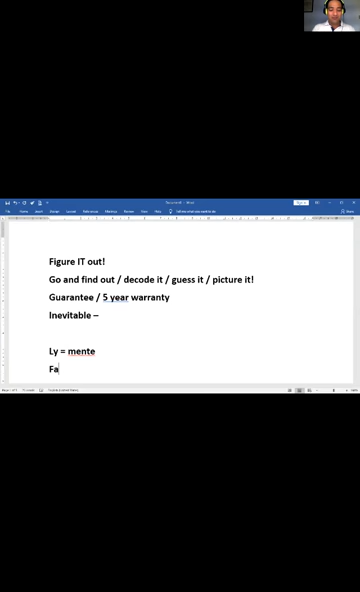 Figure IT out!
Go and find out / decode it / guess it / picture it!
Guarantee / 5 year warranty
Inevitable –
Ly = mente
Fa